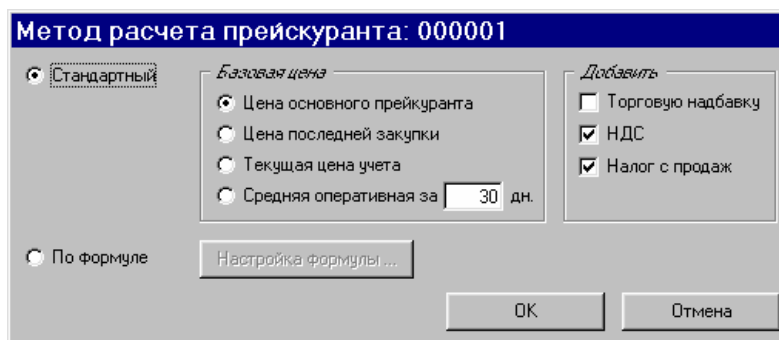 Метод расчета прейскуранта: 000001
Стандартный
Базовая цена
Цена основного прейкуранта
Цена последней закупки
Текущая цена учета
Средняя оперативная за 30 дн.
Добавить
Торговую надбавку
НДС
Налог с продаж
По формуле
Настройка формулы ...
OK
Отмена